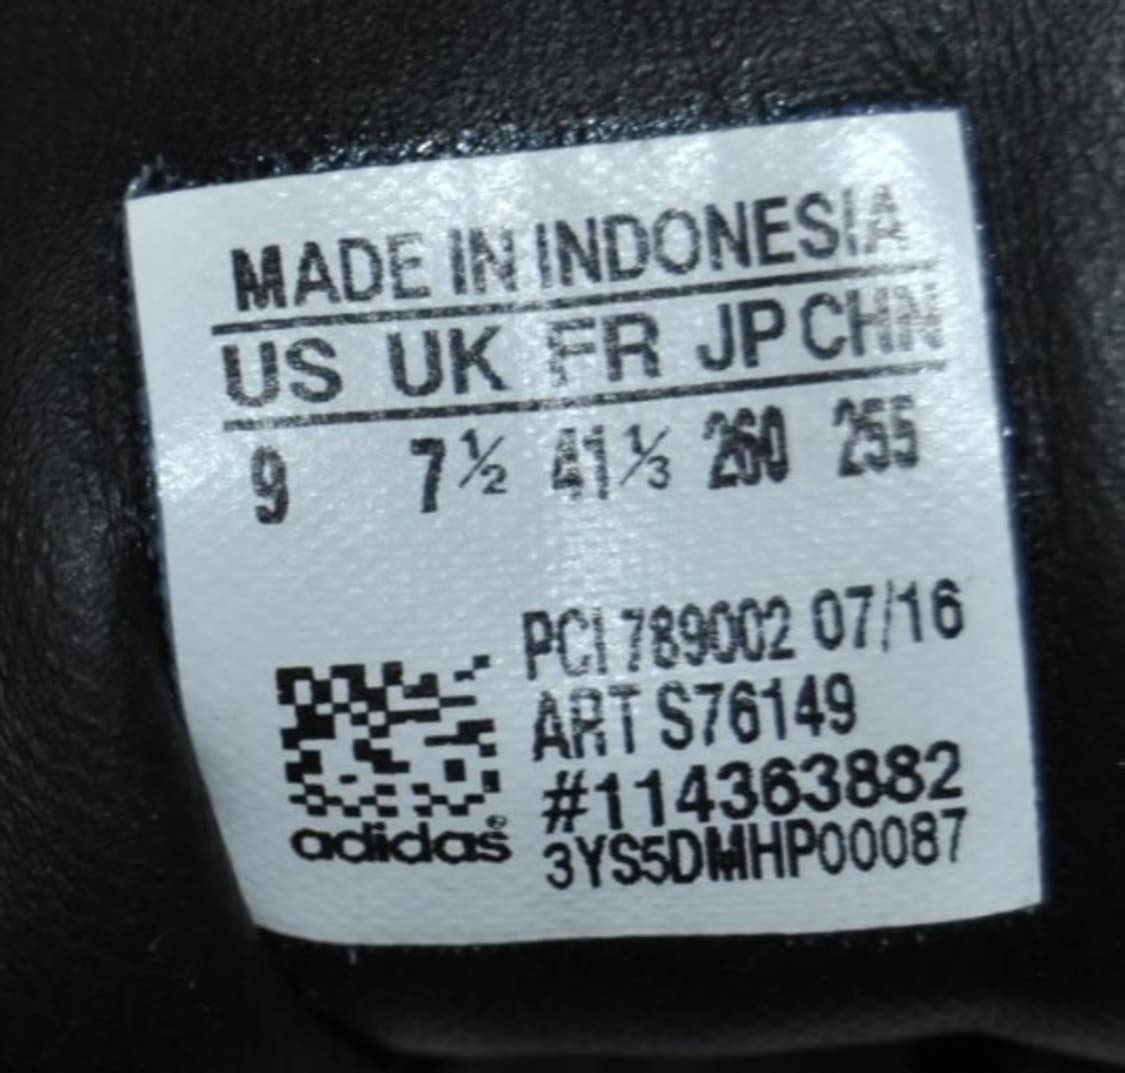 MADE IN INDONESIA
US UK FR JP CHN
9 7½ 41⅓ 260 255
PCI 789002 07/16
ART S76149
#114363882
3YS5DMHP00087
adidas®